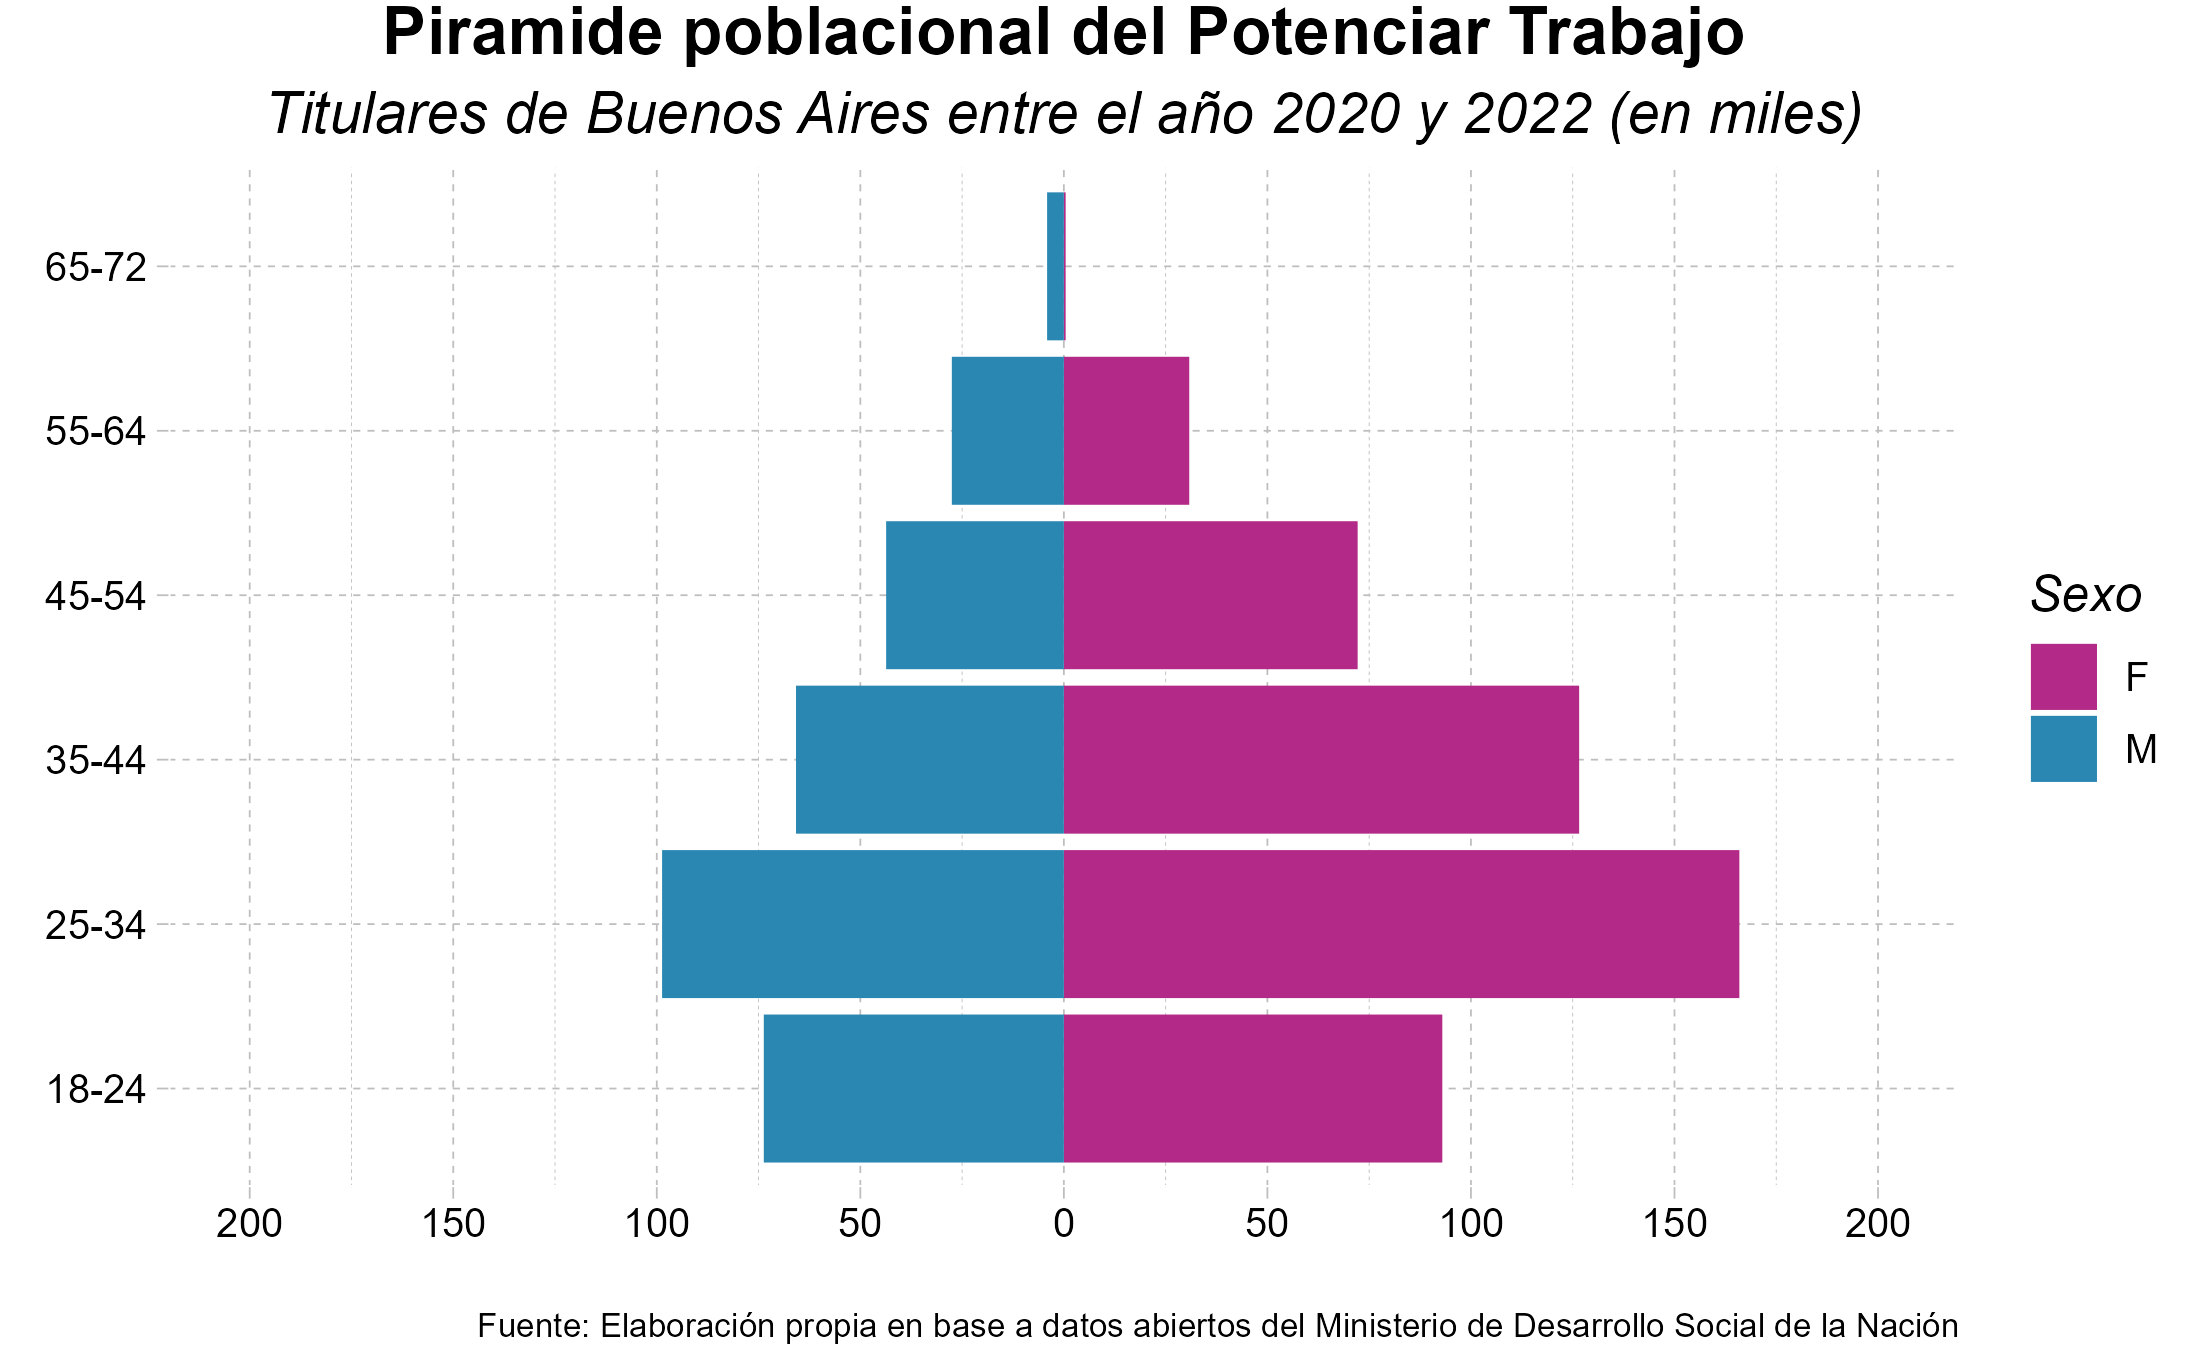 Piramide poblacional del Potenciar Trabajo
Titulares de Buenos Aires entre el año 2020 y 2022 (en miles)
65-72
55-64
45-54
35-44
25-34
18-24
200 150 100 50 0 50 100 150 200
Sexo
F
M
Fuente: Elaboración propia en base a datos abiertos del Ministerio de Desarrollo Social de la Nación